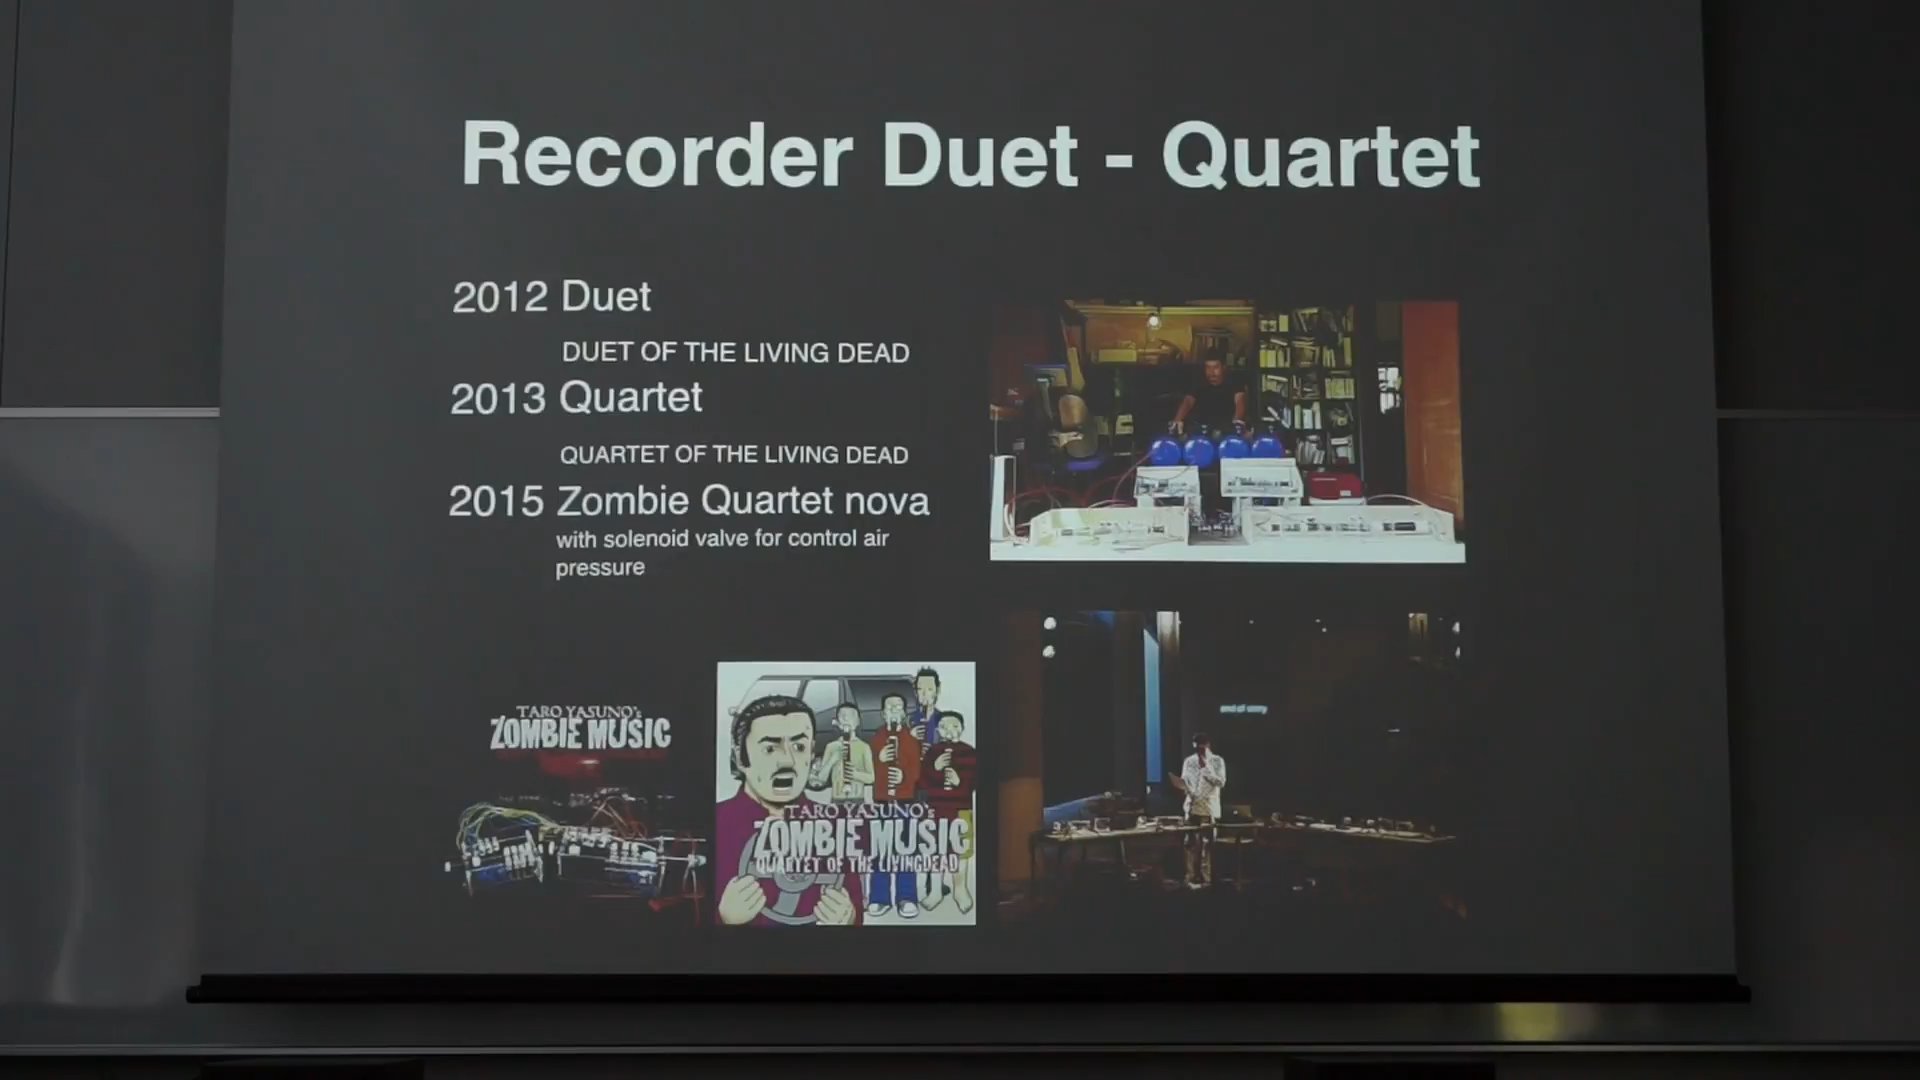 Recorder Duet - Quartet
2012 Duet
DUET OF THE LIVING DEAD
2013 Quartet
QUARTET OF THE LIVING DEAD
2015 Zombie Quartet nova
with solenoid valve for control air
pressure
TARO YASUNO's
ZOMBIE MUSIC
TARO YASUNO's
ZOMBIE MUSIC
QUARTET OF THE LIVING DEAD